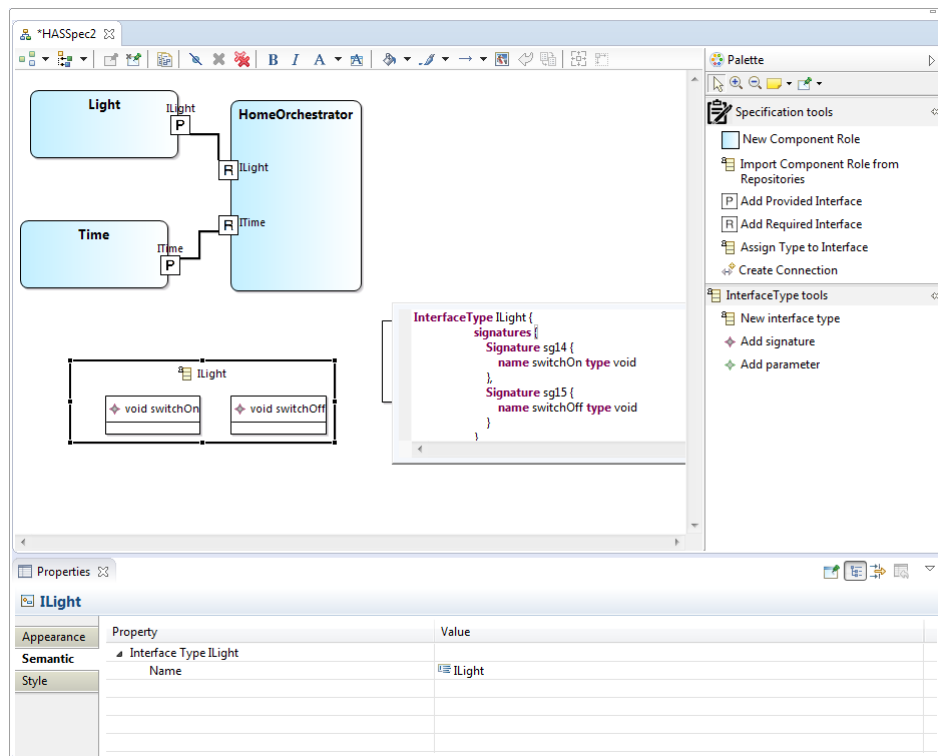 *HASSpec2
B I A
Palette
Specification tools
New Component Role
Import Component Role from
Repositories
P Add Provided Interface
R Add Required Interface
Assign Type to Interface
Create Connection
InterfaceType tools
New interface type
Add signature
Add parameter
Light
ILight
P
HomeOrchestrator
R ILight
R ITime
Time
ITime
P
ILight
void switchOn
void switchOff
InterfaceType ILight {
signatures {
Signature sg14 {
name switchOn type void
},
Signature sg15 {
name switchOff type void
}
}
Properties
ILight
Appearance
Semantic
Style
Property Value
Interface Type ILight
Name ILight